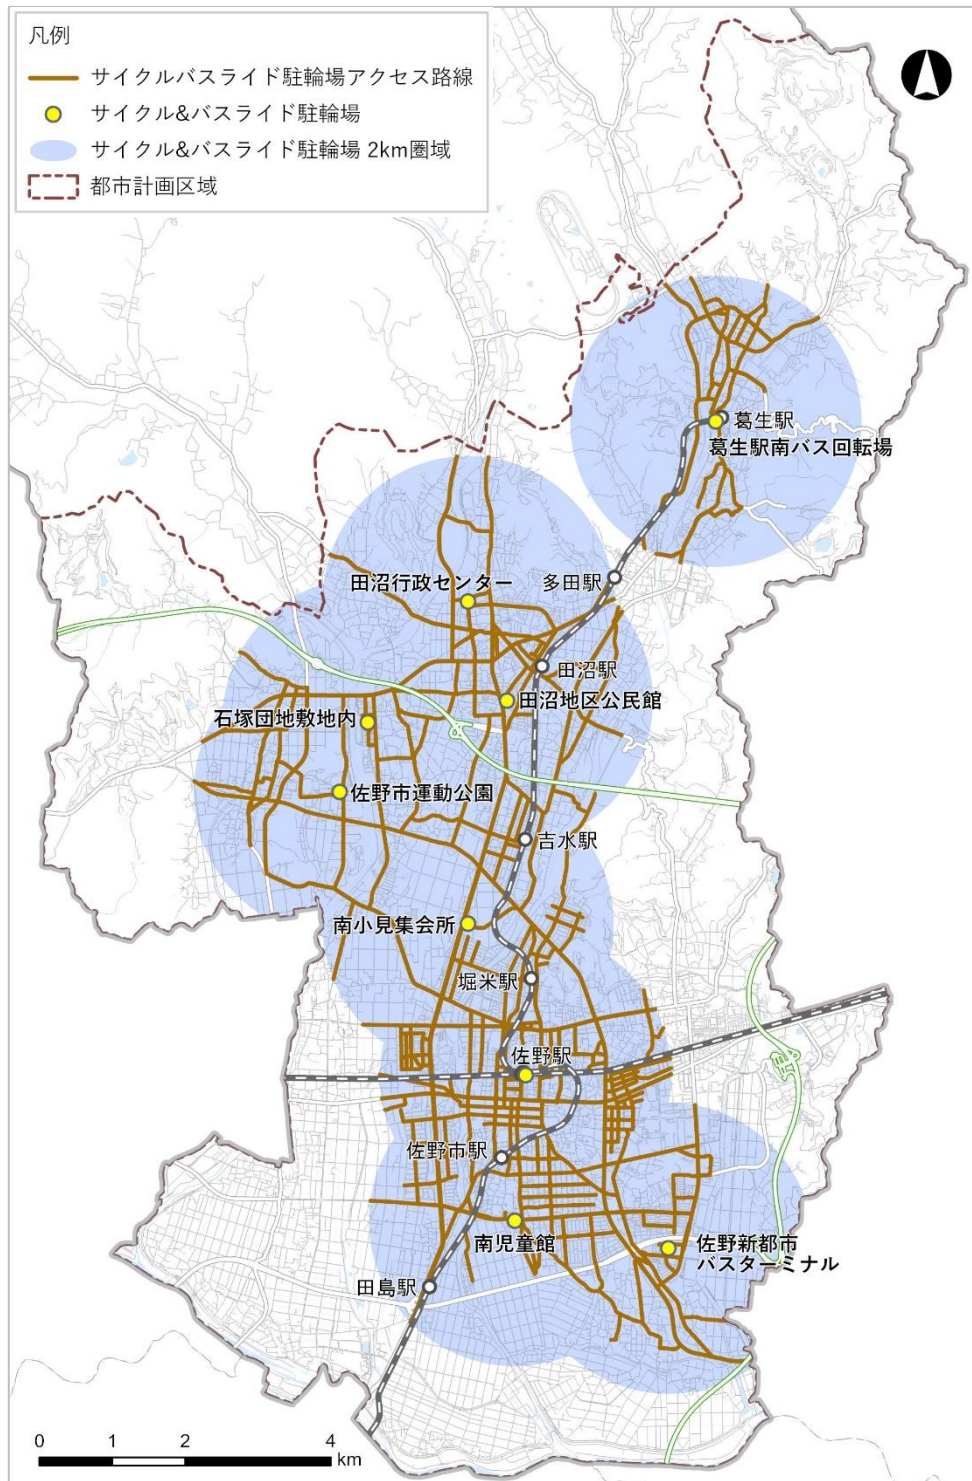 凡例
サイクルバスライド駐輪場アクセス路線
サイクル&バスライド駐輪場
サイクル&バスライド駐輪場 2km圏域
都市計画区域
葛生駅
葛生駅南バス回転場
多田駅
田沼行政センター
田沼駅
田沼地区公民館
石塚団地敷地内
佐野市運動公園
吉水駅
南小見集会所
堀米駅
佐野駅
佐野市駅
南児童館
佐野新都市
バスターミナル
田島駅
0 1 2 4
km